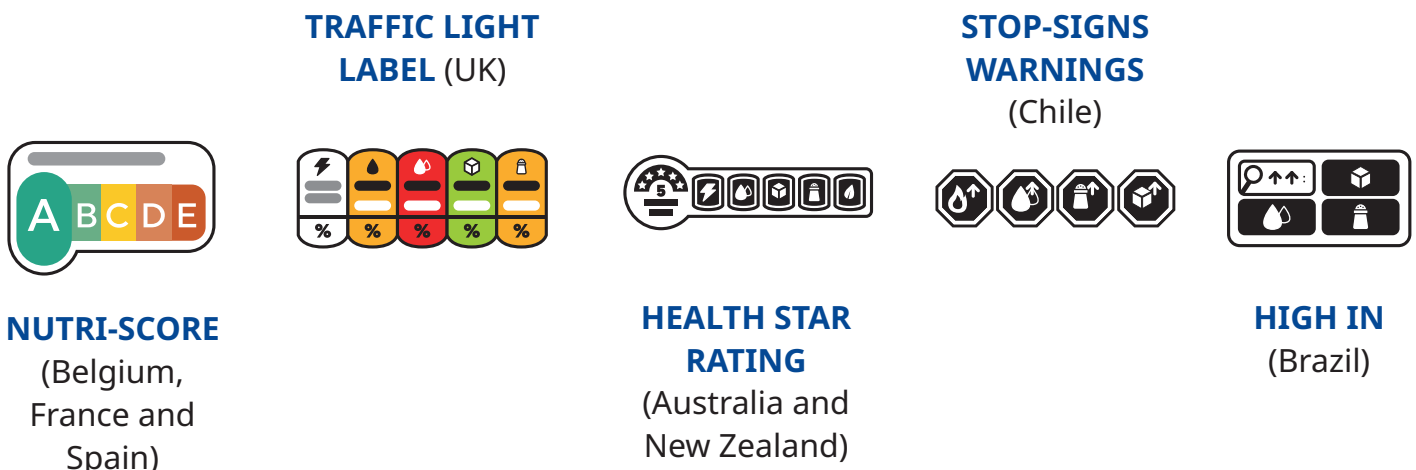 NUTRI-SCORE
(Belgium,
France and
Spain)
A B C D E
TRAFFIC LIGHT
LABEL (UK)
% % % % %
HEALTH STAR
RATING
(Australia and
New Zealand)
5
STOP-SIGNS
WARNINGS
(Chile)
HIGH IN
(Brazil)